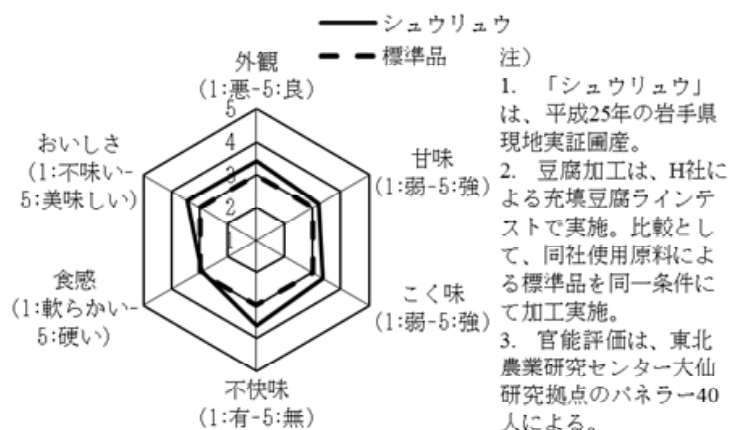 シュウリュウ
標準品
外観
(1:悪-5:良)
5
4
3
2
1
甘味
(1:弱-5:強)
こく味
(1:弱-5:強)
不快味
(1:有-5:無)
食感
(1:軟らかい-
5:硬い)
おいしさ
(1:不味い-
5:美味しい)
注）
1. 「シュウリュウ」
は、平成25年の岩手県
現地実証圃産。
2. 豆腐加工は、H社に
よる充填豆腐ラインテ
ストで実施。比較とし
て、同社使用原料によ
る標準品を同一条件に
て加工実施。
3. 官能評価は、東北
農業研究センター大仙
研究拠点のパネラー40
人による。